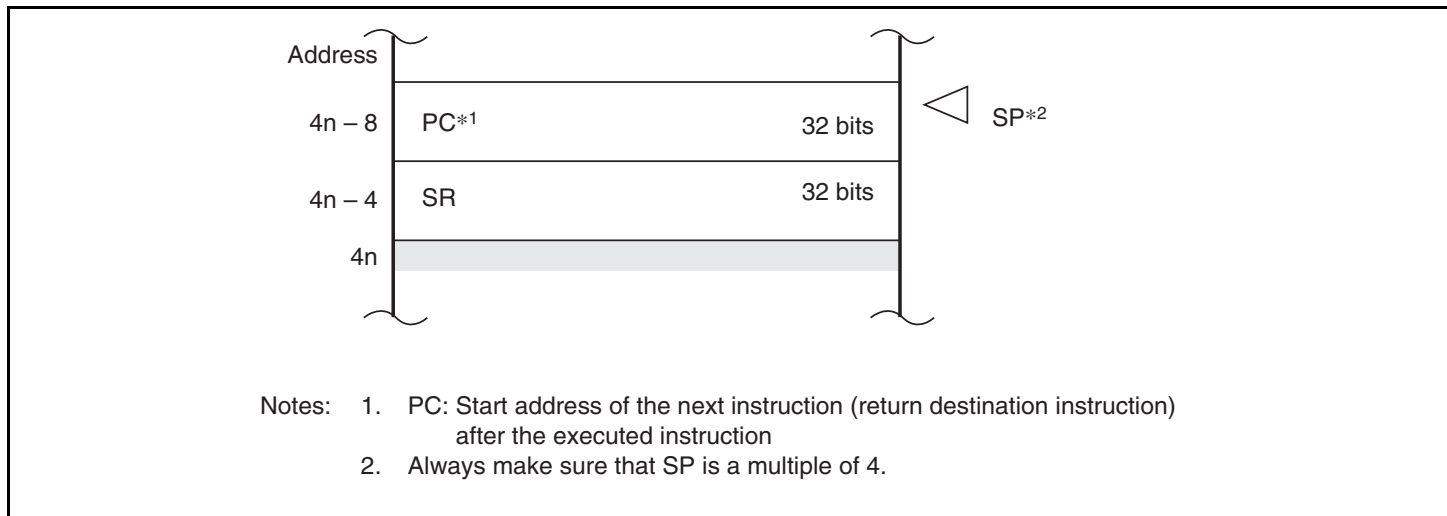 Address
4n – 8 PC*1 32 bits SP*2
4n – 4 SR 32 bits
4n
Notes: 1. PC: Start address of the next instruction (return destination instruction)
after the executed instruction
2. Always make sure that SP is a multiple of 4.